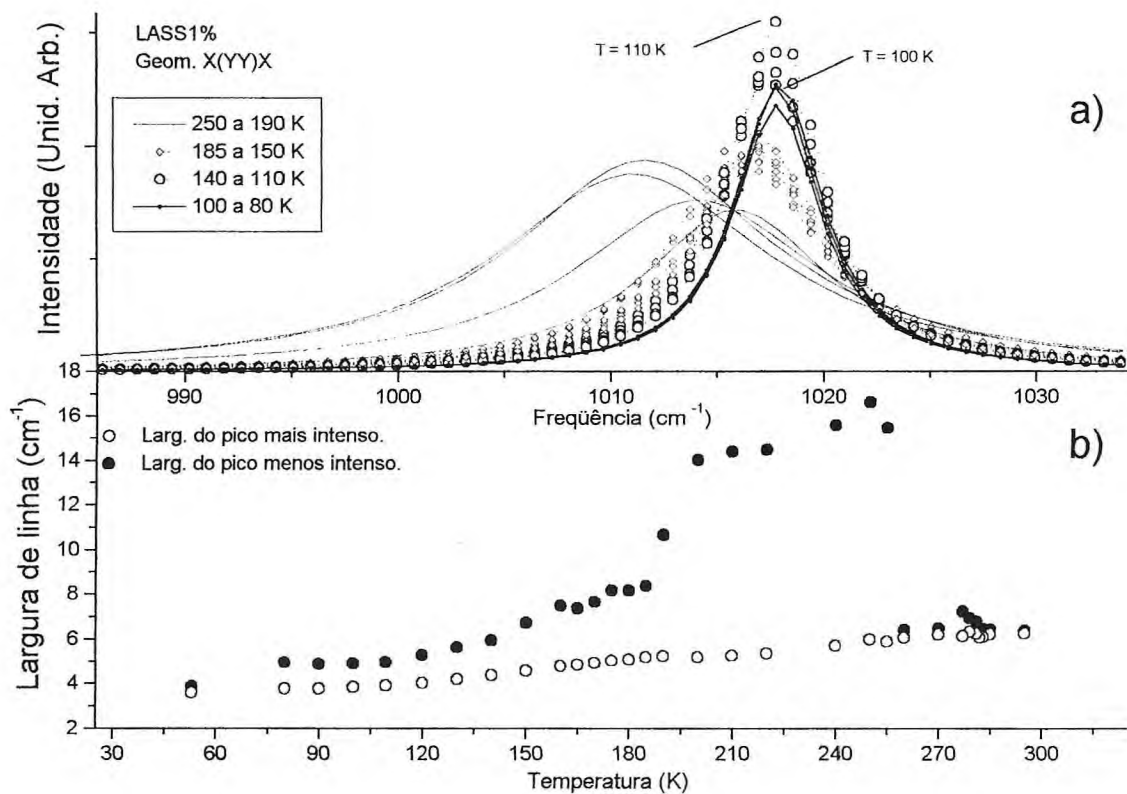 LASS1%
Geom. X(YY)X
250 a 190 K
185 a 150 K
140 a 110 K
100 a 80 K
T = 110 K
T = 100 K
a)
Intensidade (Unid. Arb.)
990 1000 1010 1020 1030
Freqüência (cm⁻¹)
Larg. do pico mais intenso.
Larg. do pico menos intenso.
b)
Largura de linha (cm⁻¹)
18
16
14
12
10
8
6
4
2
30 60 90 120 150 180 210 240 270 300
Temperatura (K)